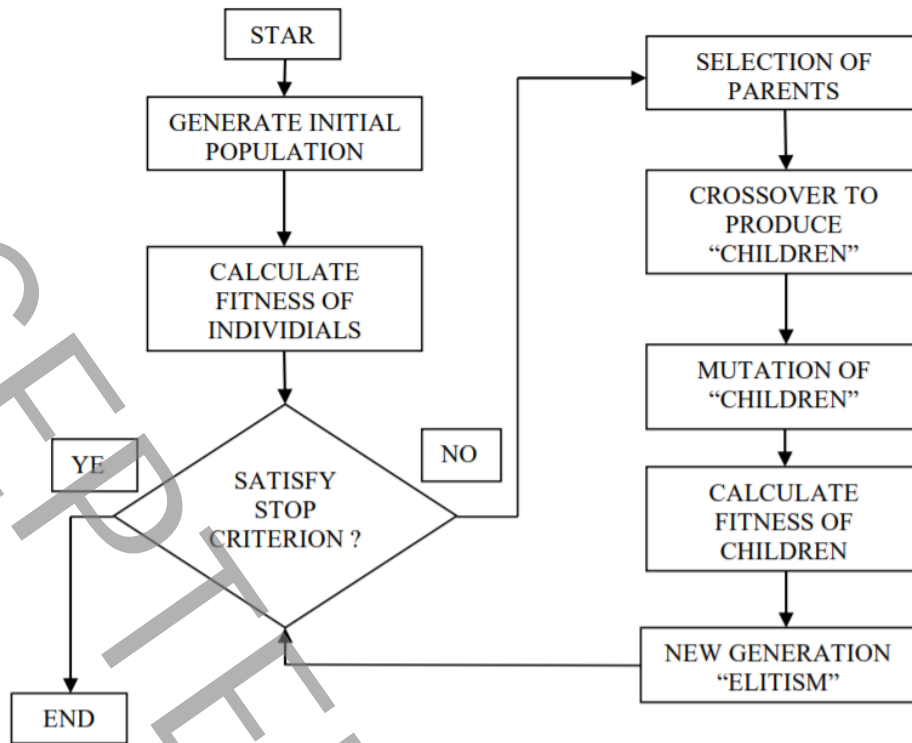 STAR
GENERATE INITIAL
POPULATION
CALCULATE
FITNESS OF
INDIVIDIALS
YE
NO
SATISFY
STOP
CRITERION ?
END
SELECTION OF
PARENTS
CROSSOVER TO
PRODUCE
“CHILDREN”
MUTATION OF
“CHILDREN”
CALCULATE
FITNESS OF
CHILDREN
NEW GENERATION
“ELITISM”
CEPTE